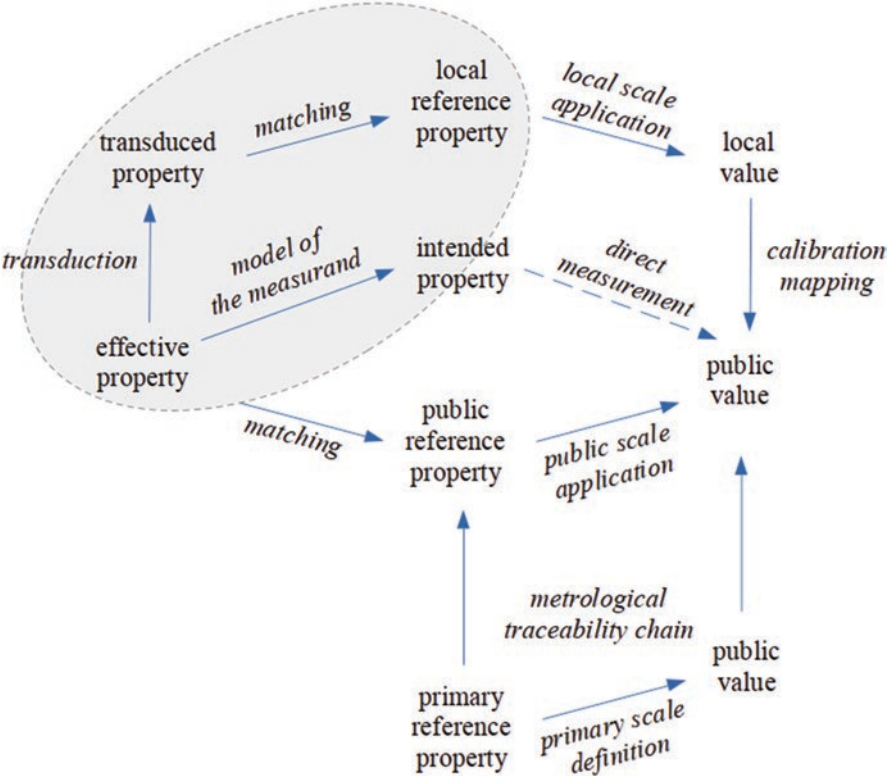 local
reference
property
local scale
application
matching
transduced
property
local
value
transduction
model of
the measurand
intended
property
direct
measurement
calibration
mapping
effective
property
public
value
matching
public
reference
property
public scale
application
metrological
traceability chain
public
value
primary
reference
property
primary scale
definition